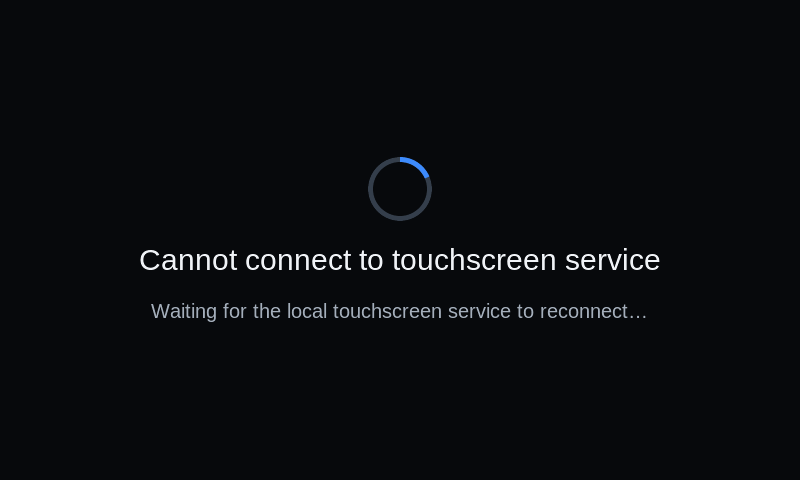 Cannot connect to touchscreen service
Waiting for the local touchscreen service to reconnect…